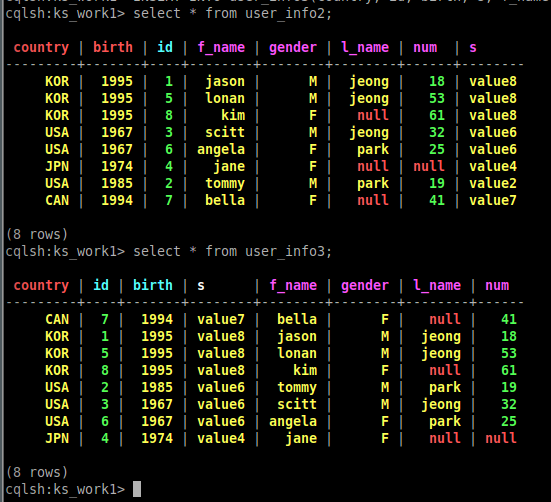 cqlsh:ks_work1> select * from user_info2;
country | birth | id | f_name | gender | l_name | num | s
---------+-------+----+--------+--------+--------+------+--------
KOR | 1995 | 1 | jason | M | jeong | 18 | value8
KOR | 1995 | 5 | lonan | M | jeong | 53 | value8
KOR | 1995 | 8 | kim | F | null | 61 | value8
USA | 1967 | 3 | scitt | M | jeong | 32 | value6
USA | 1967 | 6 | angela | F | park | 25 | value6
JPN | 1974 | 4 | jane | F | null | null | value4
USA | 1985 | 2 | tommy | M | park | 19 | value2
CAN | 1994 | 7 | bella | F | null | 41 | value7
(8 rows)
cqlsh:ks_work1> select * from user_info3;
country | id | birth | s | f_name | gender | l_name | num
---------+----+-------+--------+--------+--------+--------+------
CAN | 7 | 1994 | value7 | bella | F | null | 41
KOR | 1 | 1995 | value8 | jason | M | jeong | 18
KOR | 5 | 1995 | value8 | lonan | M | jeong | 53
KOR | 8 | 1995 | value8 | kim | F | null | 61
USA | 2 | 1985 | value6 | tommy | M | park | 19
USA | 3 | 1967 | value6 | scitt | M | jeong | 32
USA | 6 | 1967 | value6 | angela | F | park | 25
JPN | 4 | 1974 | value4 | jane | F | null | null
(8 rows)
cqlsh:ks_work1>